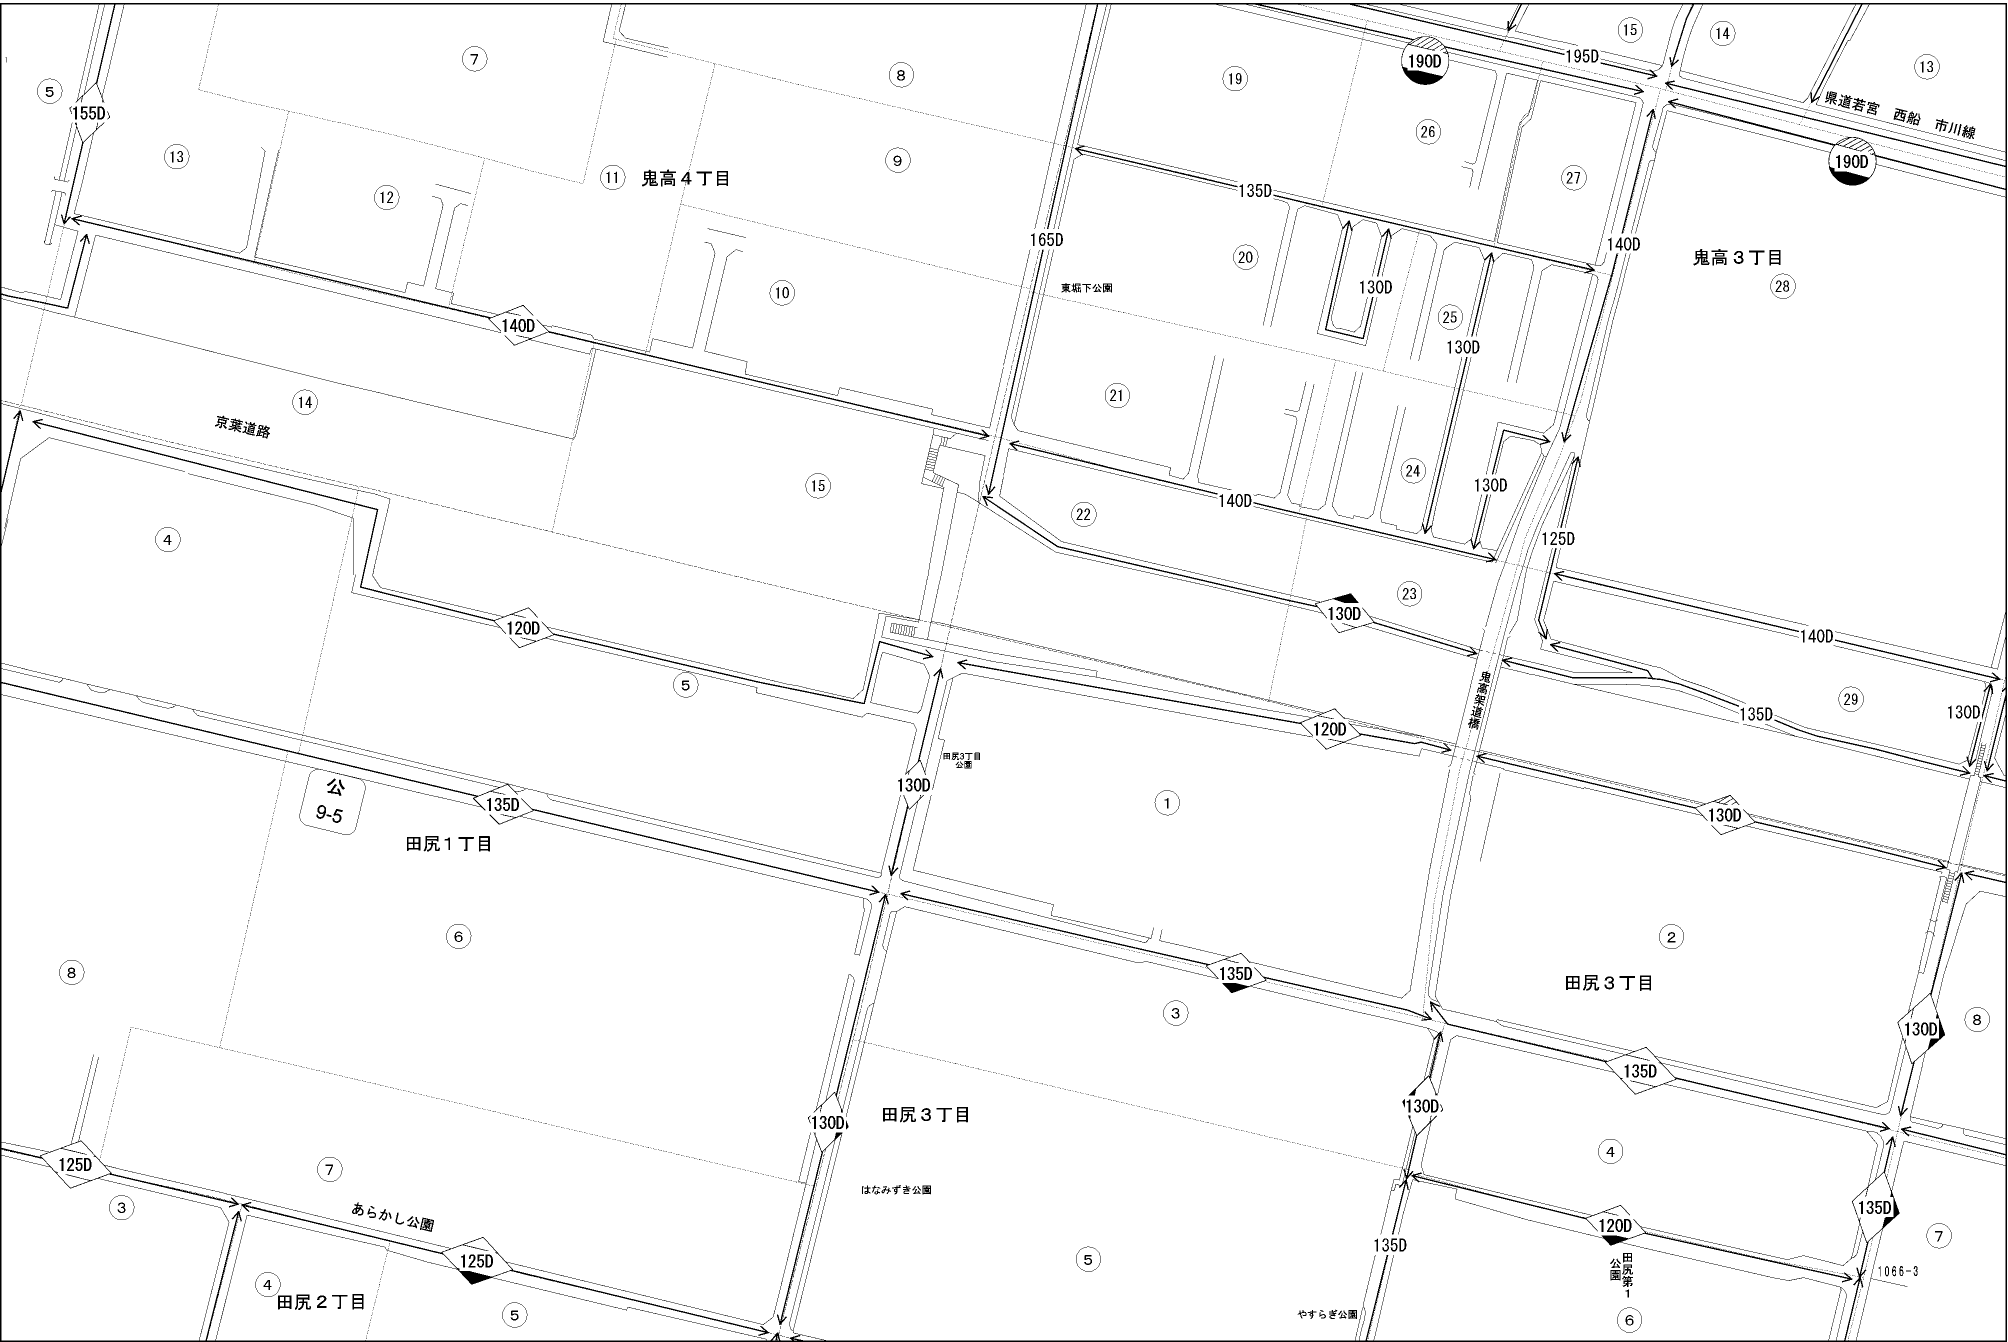 15
14
195D
190D
7
8
19
13
5
155D
県道若宮 西船 市川線
26
190D
13
9
11
鬼高4丁目
27
12
135D
165D
140D
20
鬼高3丁目
東堀下公園
130D
28
10
25
140D
130D
21
14
京葉道路
24
15
130D
140D
22
4
125D
23
130D
120D
140D
5
鬼高架道橋
29
135D
130D
120D
田尻3丁目
公園
公
9-5
130D
135D
1
130D
田尻1丁目
6
2
8
135D
田尻3丁目
3
8
130D
135D
130D
田尻3丁目
130D
4
125D
7
はなみずき公園
3
あらかし公園
135D
120D
135D
7
125D
135D
5
田尻第1
公園
1066-3
4
田尻2丁目
5
やすらぎ公園
6